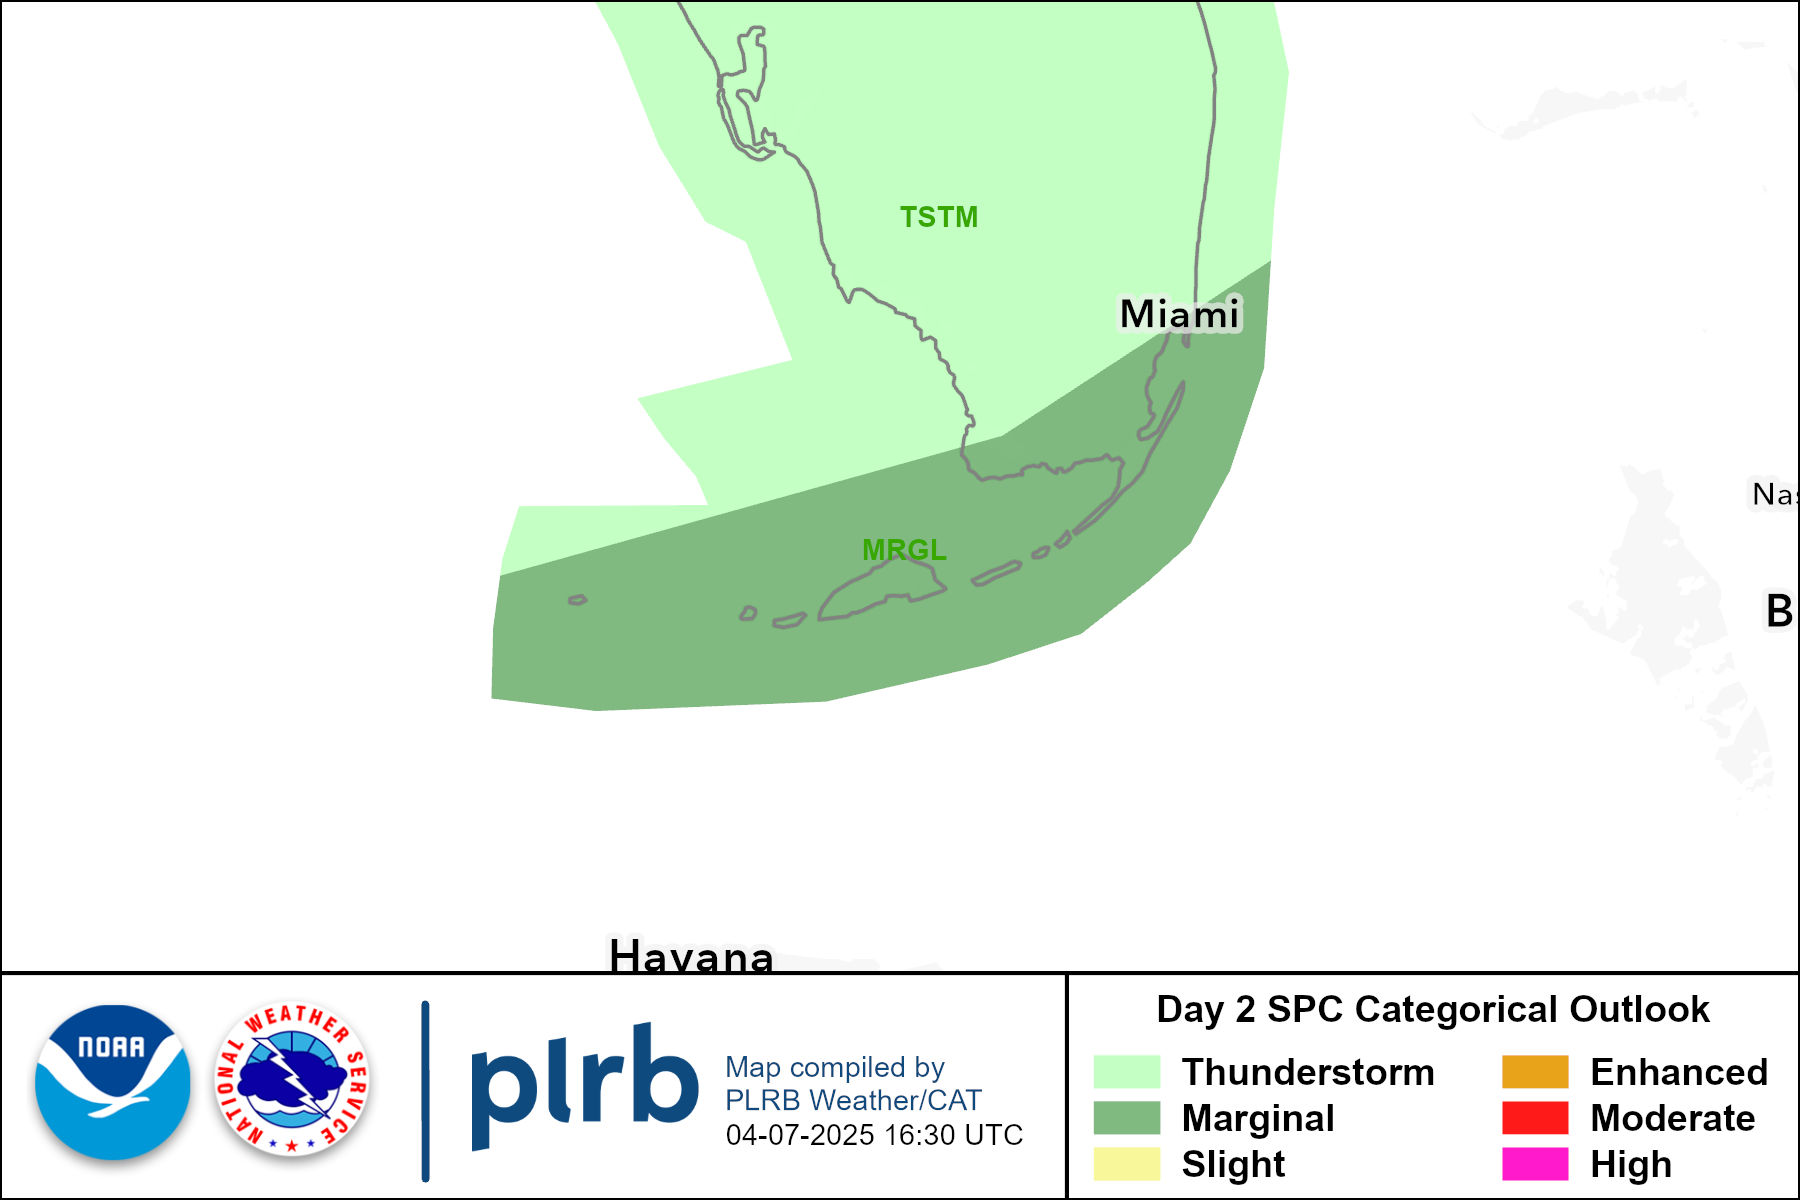 TSTM
Miami
Nas
MRGL
B
Havana
NOAA
NATIONAL WEATHER SERVICE
plrb
Map compiled by
PLRB Weather/CAT
04-07-2025 16:30 UTC
Day 2 SPC Categorical Outlook
Thunderstorm
Marginal
Slight
Enhanced
Moderate
High